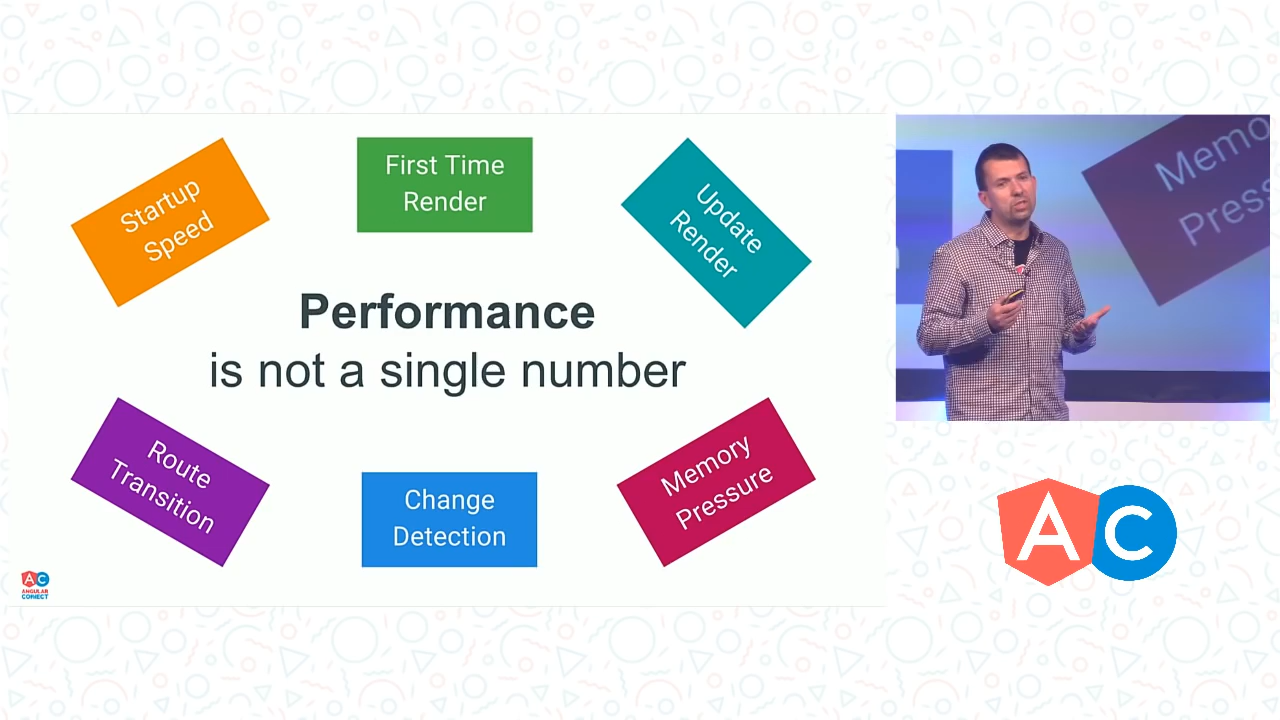 Startup
Speed
First Time
Render
Update
Render
Performance
is not a single number
Route
Transition
Change
Detection
Memory
Pressure
AC
ANGULAR
CONNECT
Memo
Press
AC